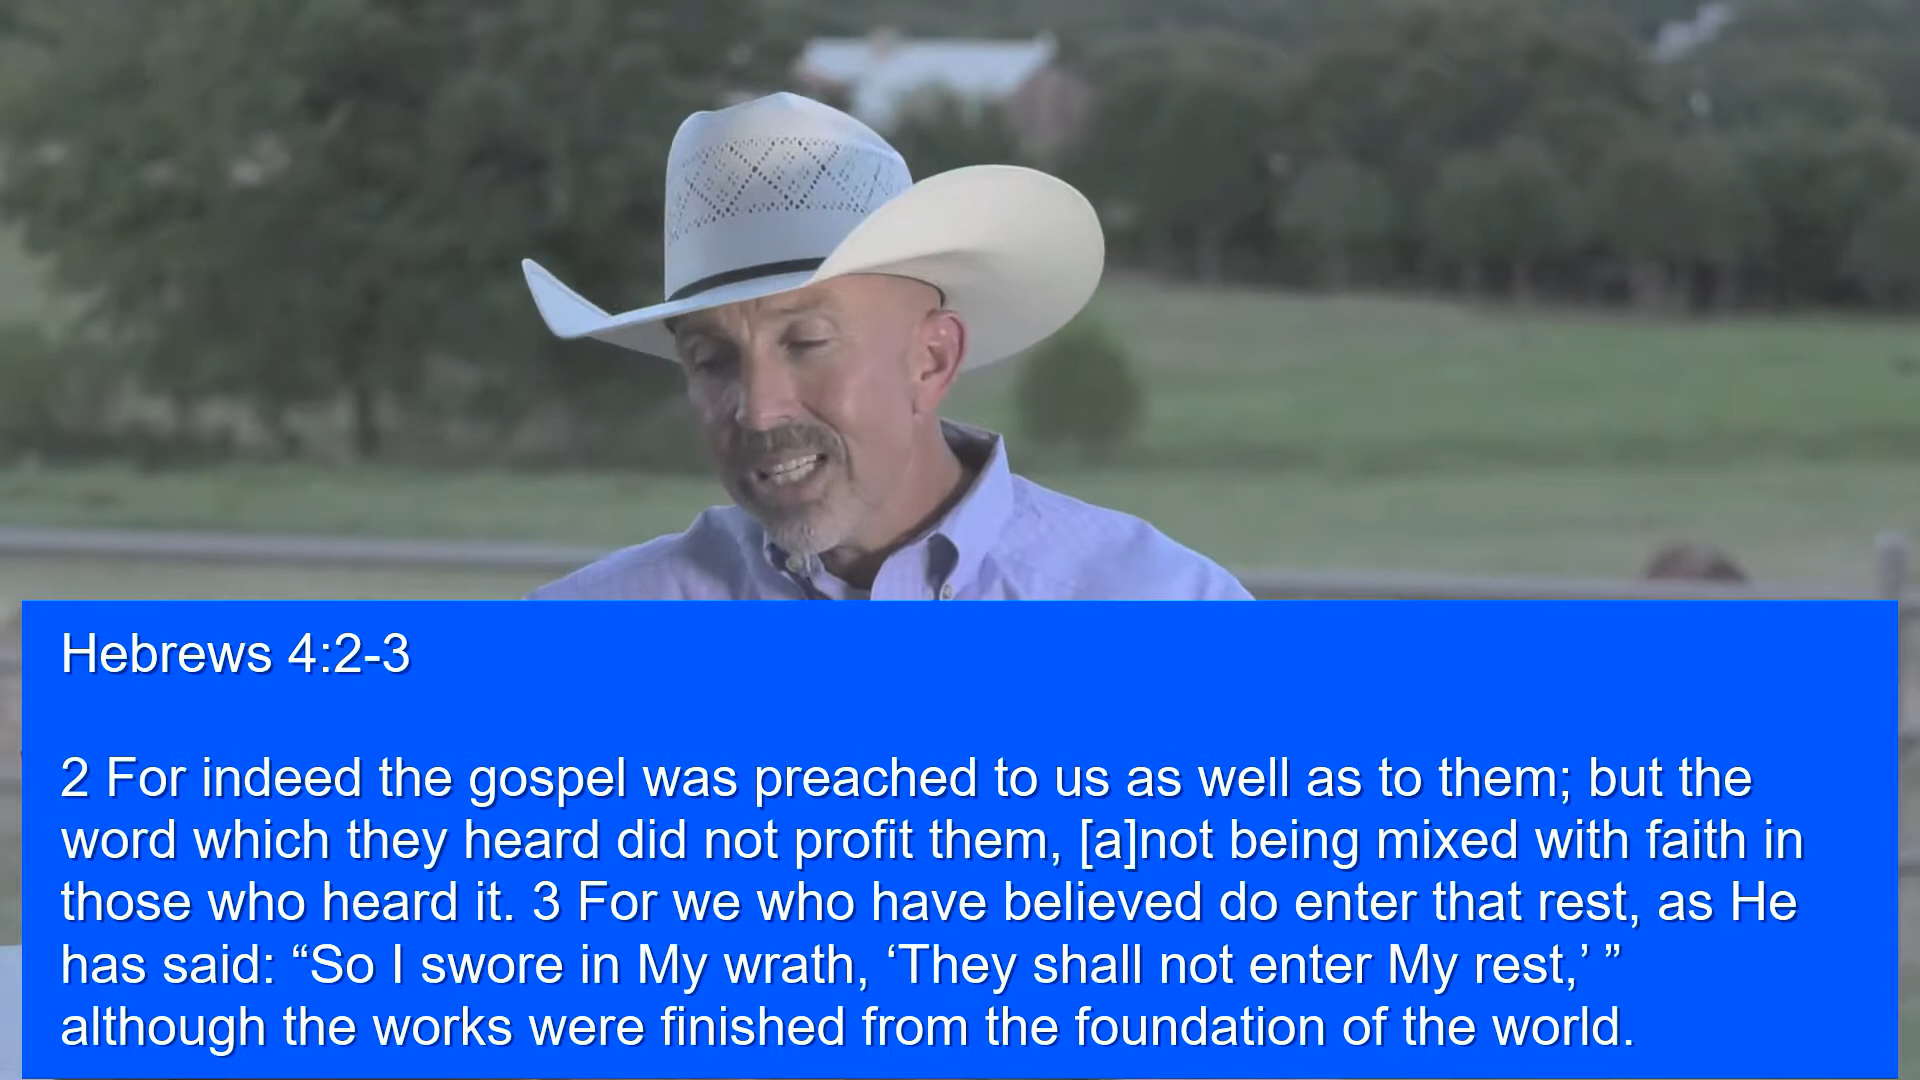 Hebrews 4:2-3
2 For indeed the gospel was preached to us as well as to them; but the
word which they heard did not profit them, [a]not being mixed with faith in
those who heard it. 3 For we who have believed do enter that rest, as He
has said: “So I swore in My wrath, ‘They shall not enter My rest,’ ”
although the works were finished from the foundation of the world.